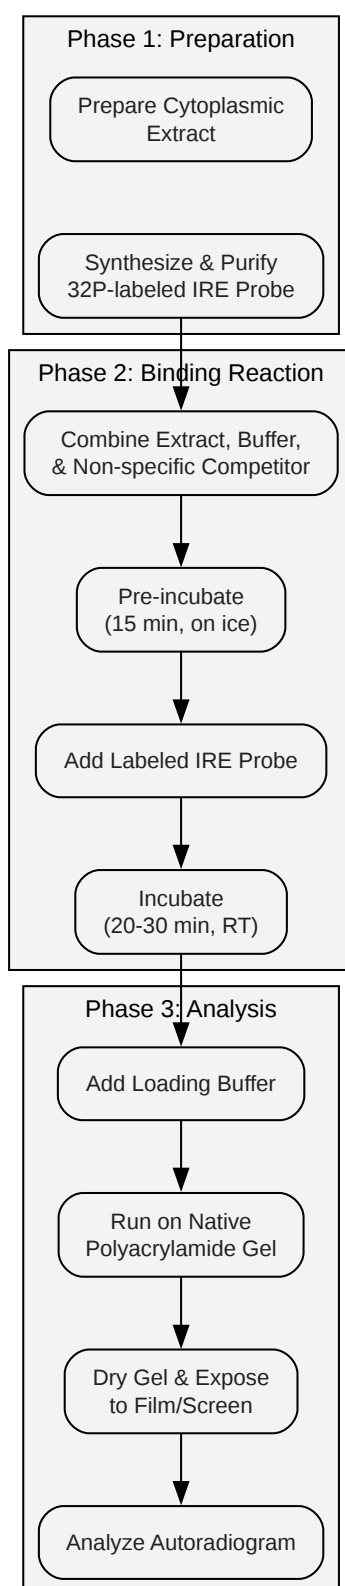 Phase 1: Preparation
Prepare Cytoplasmic
Extract
Synthesize & Purify
32P-labeled IRE Probe
Phase 2: Binding Reaction
Combine Extract, Buffer,
& Non-specific Competitor
Pre-incubate
(15 min, on ice)
Add Labeled IRE Probe
Incubate
(20-30 min, RT)
Phase 3: Analysis
Add Loading Buffer
Run on Native
Polyacrylamide Gel
Dry Gel & Expose
to Film/Screen
Analyze Autoradiogram